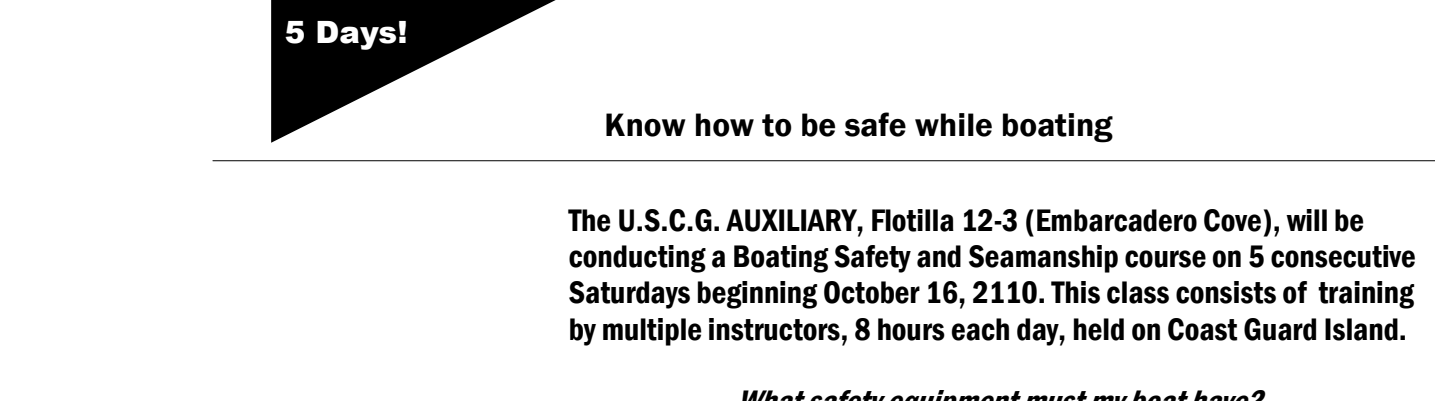 5 Days!
Know how to be safe while boating
The U.S.C.G. AUXILIARY, Flotilla 12-3 (Embarcadero Cove), will be
conducting a Boating Safety and Seamanship course on 5 consecutive
Saturdays beginning October 16, 2110. This class consists of training
by multiple instructors, 8 hours each day, held on Coast Guard Island.
What safety equipment must my boat have?